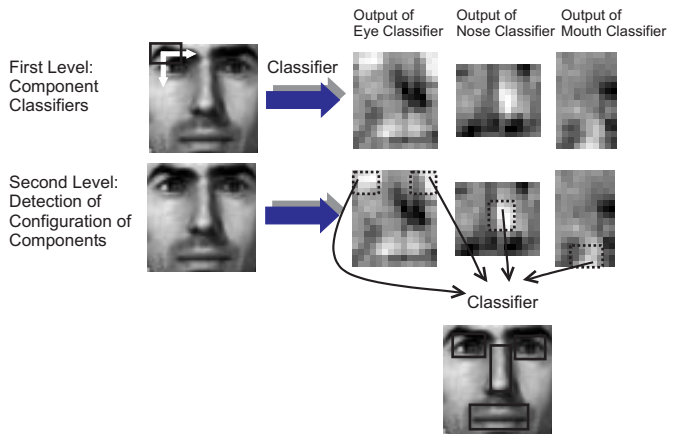 Output of
Eye Classifier
Output of
Nose Classifier
Output of
Mouth Classifier
First Level:
Component
Classifiers
Classifier
Second Level:
Detection of
Configuration of
Components
Classifier